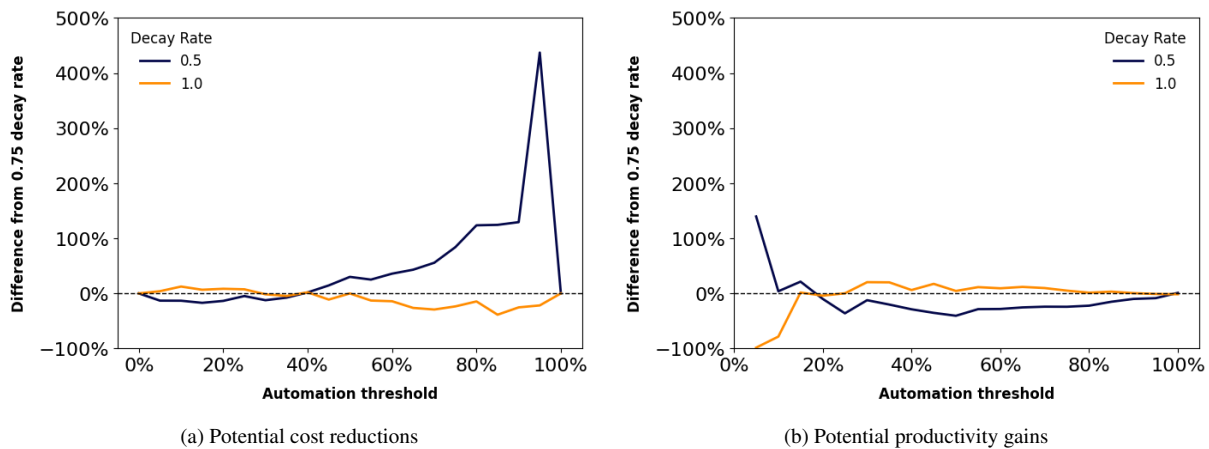 500%
400%
300%
200%
100%
0%
−100%
Difference from 0.75 decay rate
Decay Rate
0.5
1.0
0% 20% 40% 60% 80% 100%
Automation threshold
(a) Potential cost reductions
500%
400%
300%
200%
100%
0%
−100%
Difference from 0.75 decay rate
Decay Rate
0.5
1.0
0% 20% 40% 60% 80% 100%
Automation threshold
(b) Potential productivity gains